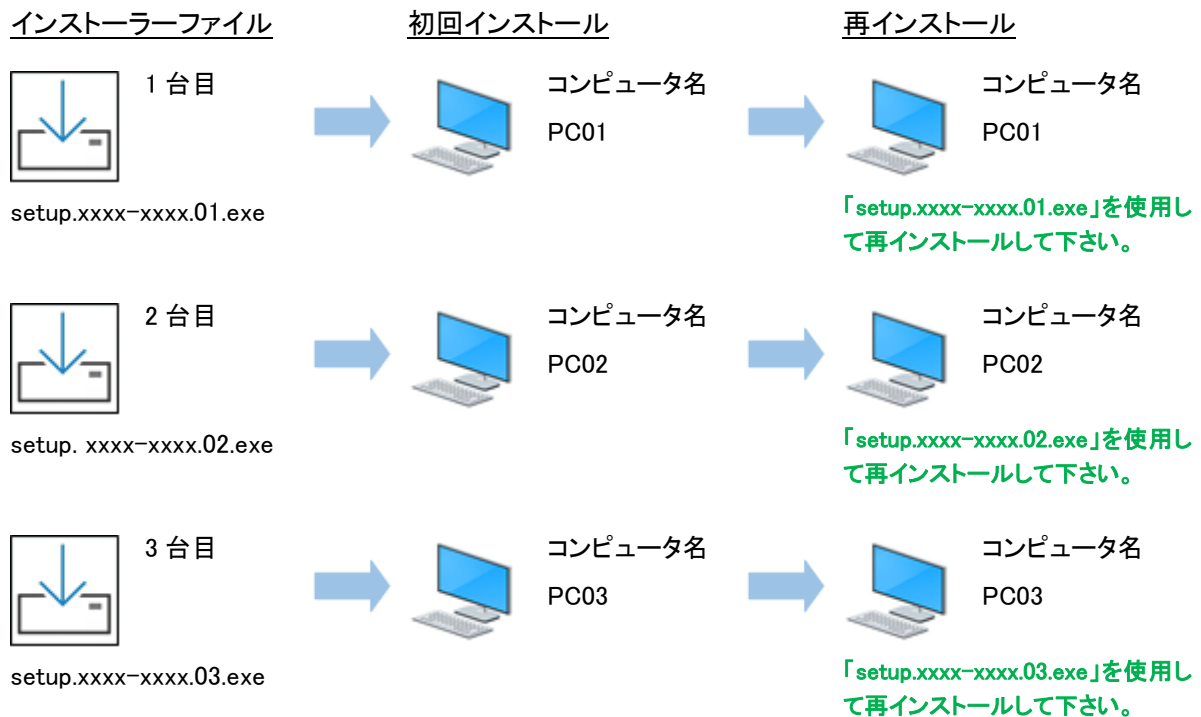 インストーラーファイル
初回インストール
再インストール
1 台目
コンピュータ名
PC01
コンピュータ名
PC01
setup.xxxx-xxxx.01.exe
「setup.xxxx-xxxx.01.exe」を使用し
て再インストールして下さい。
2 台目
コンピュータ名
PC02
コンピュータ名
PC02
setup. xxxx-xxxx.02.exe
「setup.xxxx-xxxx.02.exe」を使用し
て再インストールして下さい。
3 台目
コンピュータ名
PC03
コンピュータ名
PC03
setup.xxxx-xxxx.03.exe
「setup.xxxx-xxxx.03.exe」を使用し
て再インストールして下さい。